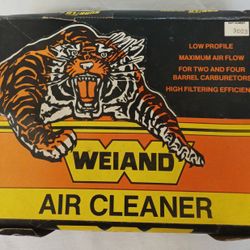 LOW PROFILE
MAXIMUM AIR FLOW
FOR TWO AND FOUR
BARREL CARBURETORS
HIGH FILTERING EFFICIEN
WEIAND
AIR CLEANER